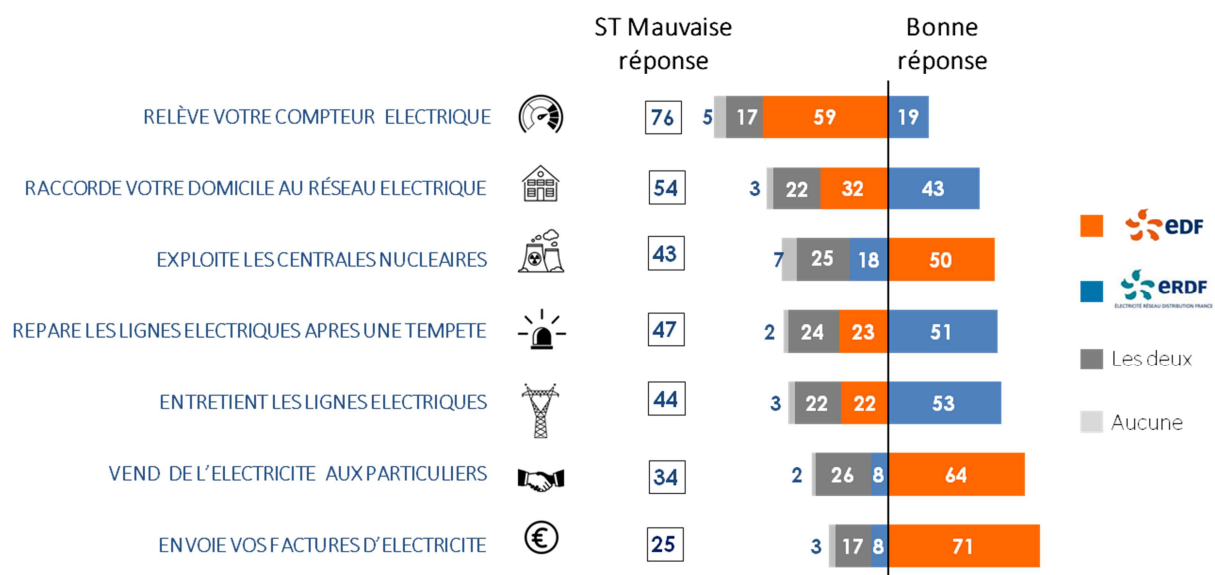 ST Mauvaise
réponse
Bonne
réponse
RELÈVE VOTRE COMPTEUR ELECTRIQUE 76 5 17 59 19
RACCORDE VOTRE DOMICILE AU RÉSEAU ELECTRIQUE 54 3 22 32 43
EXPLOITE LES CENTRALES NUCLEAIRES 43 7 25 18 50
REPARE LES LIGNES ELECTRIQUES APRES UNE TEMPETE 47 2 24 23 51
ENTRETIENT LES LIGNES ELECTRIQUES 44 3 22 22 53
VEND DE L'ELECTRICITE AUX PARTICULIERS 34 2 26 8 64
ENVOIE VOS FACTURES D'ELECTRICITE € 25 3 17 8 71
eDF
eRDF
ÉLECTRICITÉ RÉSEAU DISTRIBUTION FRANCE
Les deux
Aucune